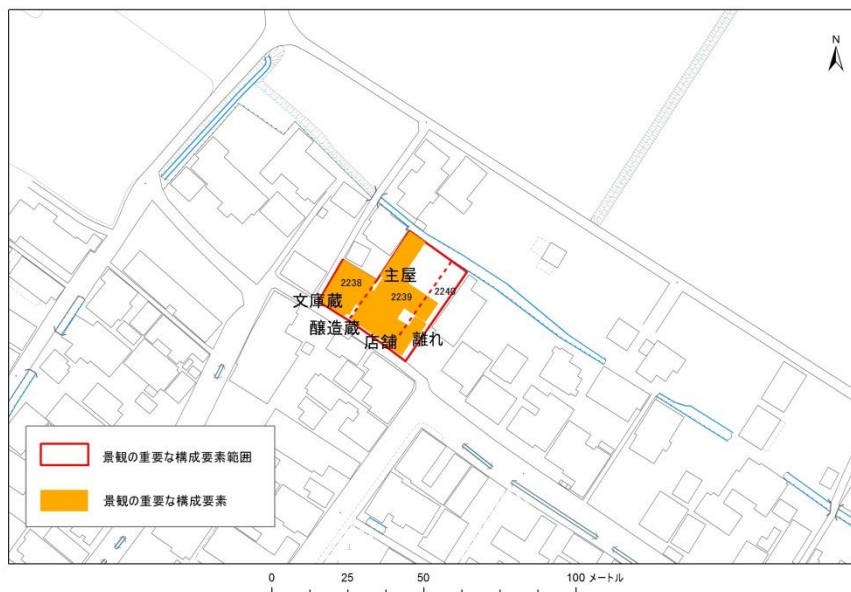 N
主屋
2238
2239
2240
文庫蔵
醸造蔵
店舗
離れ
景観の重要な構成要素範囲
景観の重要な構成要素
0 25 50 100 メートル